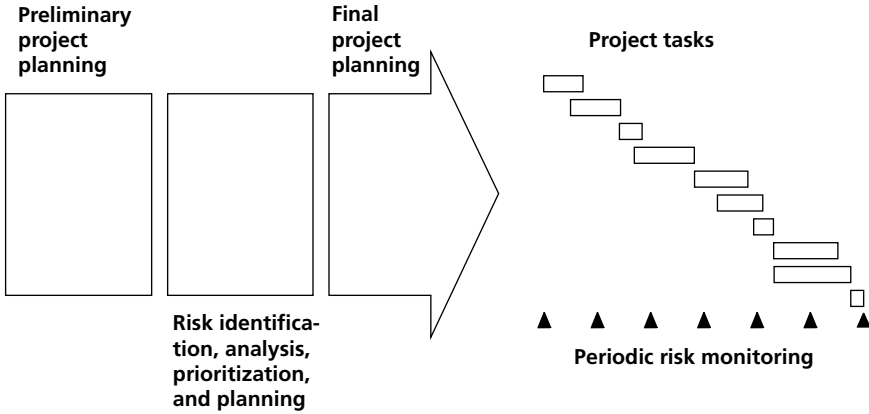 Preliminary
project
planning
Final
project
planning
Project tasks
Risk identifica-
tion, analysis,
prioritization,
and planning
Periodic risk monitoring